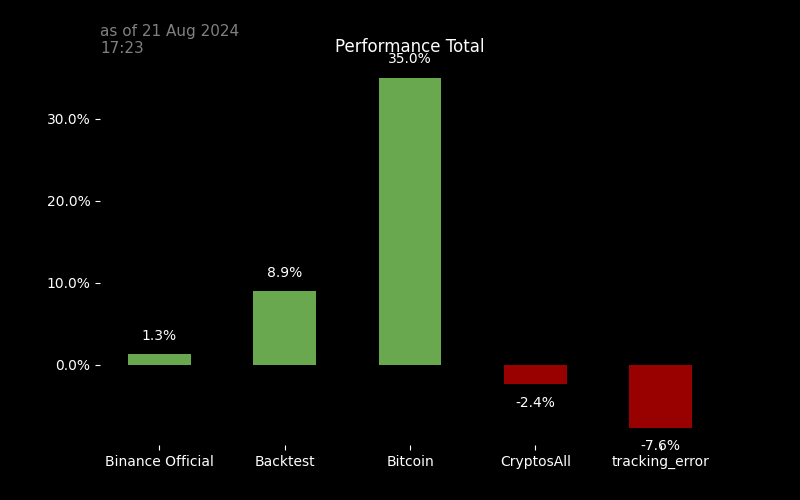 as of 21 Aug 2024
17:23
Performance Total
35.0%
30.0%
20.0%
10.0%
0.0%
1.3%
8.9%
-2.4%
-7.6%
Binance Official
Backtest
Bitcoin
CryptosAll
tracking_error